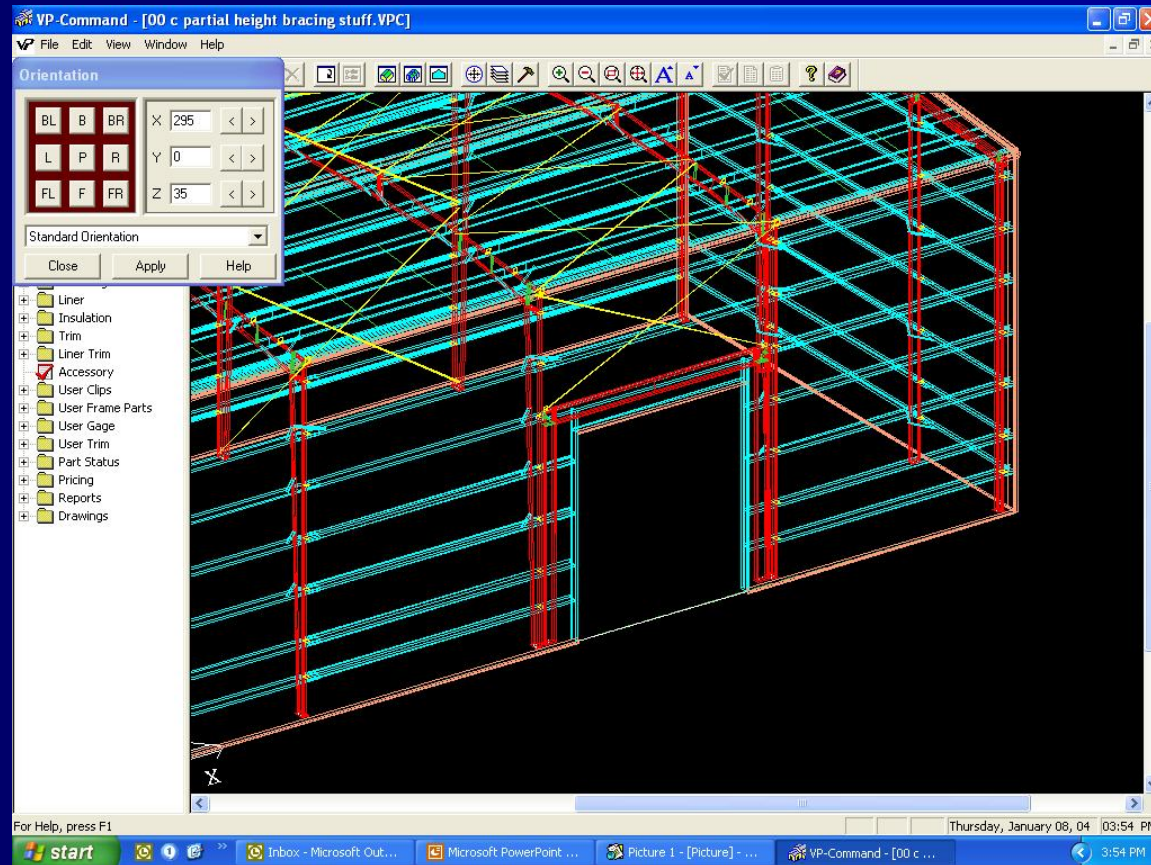 VP-Command - [00 c partial height bracing stuff.VPC]
File Edit View Window Help
Orientation
BL B BR X 295 < >
L P R Y 0 < >
FL F FR Z 35 < >
Standard Orientation
Close Apply Help
A A
Liner
Insulation
Trim
Liner Trim
Accessory
User Clips
User Frame Parts
User Gage
User Trim
Part Status
Pricing
Reports
Drawings
X
For Help, press F1 Thursday, January 08, 04 03:54 PM
start Inbox - Microsoft Out... Microsoft PowerPoint ... Picture 1 - [Picture] - ... VP-Command - [00 c ... 3:54 PM